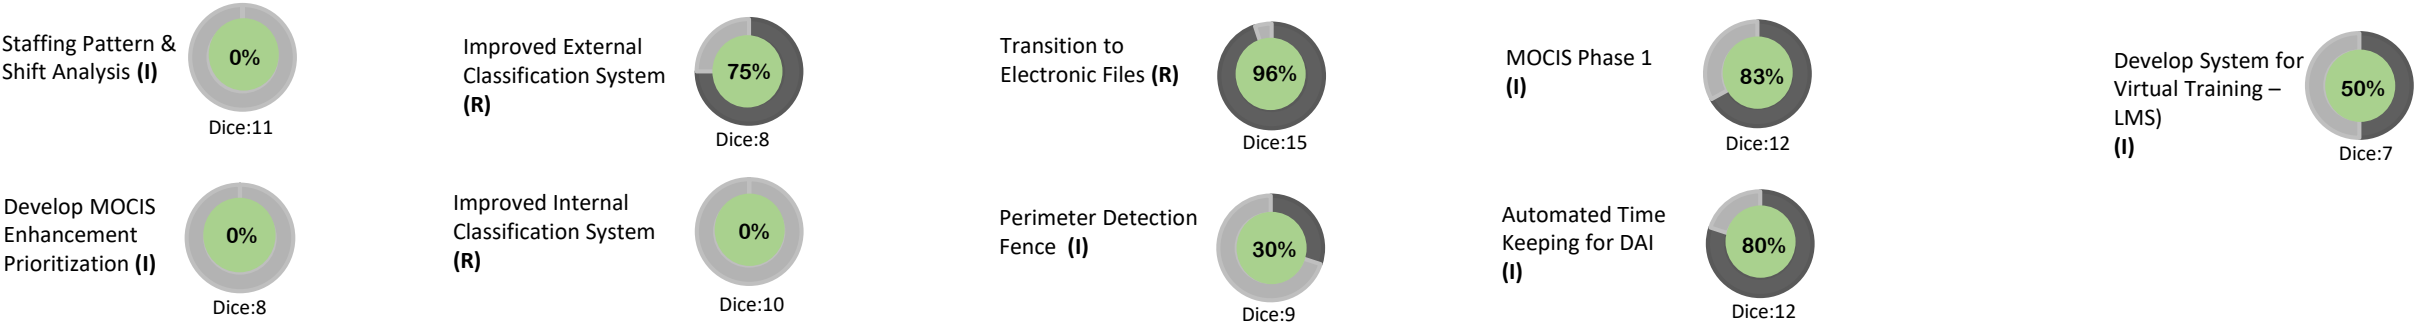 Staffing Pattern &
Shift Analysis (I)
0%
Dice:11
Improved External
Classification System
(R)
75%
Dice:8
Transition to
Electronic Files (R)
96%
Dice:15
MOCIS Phase 1
(I)
83%
Dice:12
Develop System for
Virtual Training –
LMS)
(I)
50%
Dice:7
Develop MOCIS
Enhancement
Prioritization (I)
0%
Dice:8
Improved Internal
Classification System
(R)
0%
Dice:10
Perimeter Detection
Fence (I)
30%
Dice:9
Automated Time
Keeping for DAI
(I)
80%
Dice:12